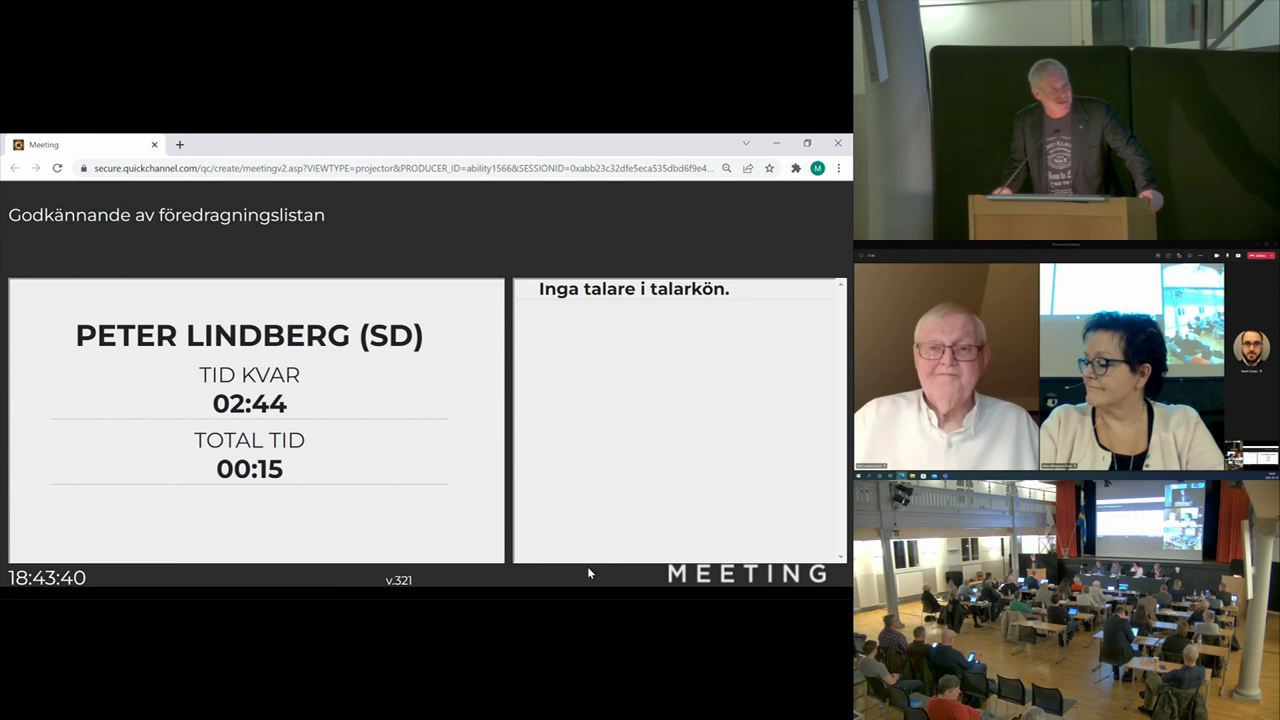 Meeting
secure.quickchannel.com/qc/create/meetingv2.asp?VIEWTYPE=projector&PRODUCER_ID=ability1566&SESSIONID=0xabb23c32dfe5eca535dbd6f9e4...
M
Godkännande av föredragningslistan
PETER LINDBERG (SD)
TID KVAR
02:44
TOTAL TID
00:15
Inga talare i talarkön.
18:43:40
v.321
MEETING